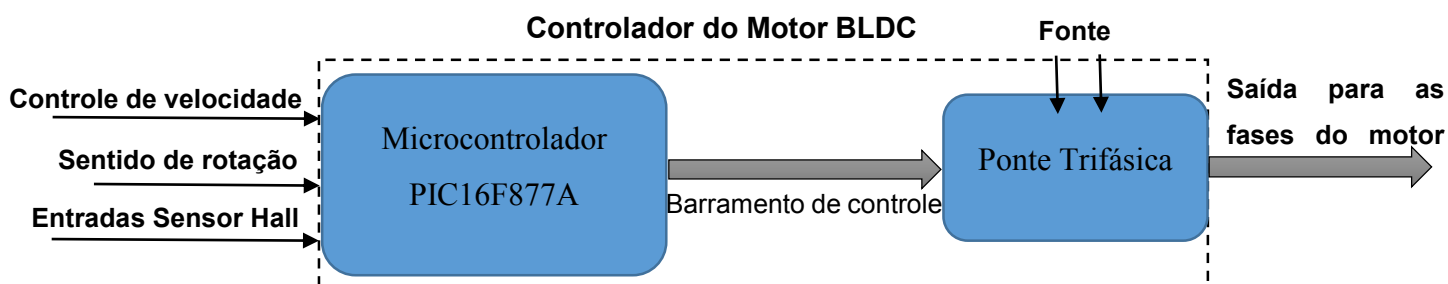 Controlador do Motor BLDC
Fonte
Controle de velocidade
Sentido de rotação
Entradas Sensor Hall
Microcontrolador
PIC16F877A
Barramento de controle
Ponte Trifásica
Saída para as
fases do motor